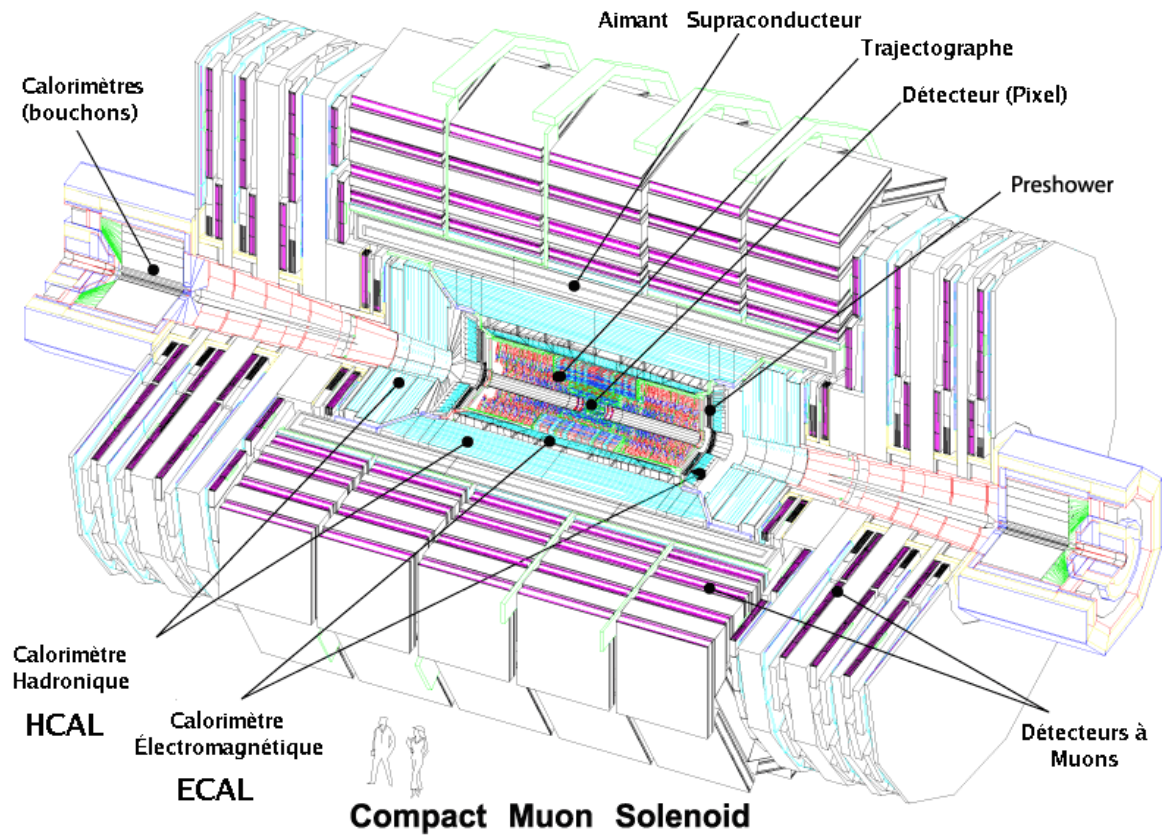 Aimant Supraconducteur
Trajectographe
Calorimètres
(bouchons)
Détecteur (Pixel)
Preshower
Calorimètre
Hadronique
HCAL
Calorimètre
Électromagnétique
ECAL
Détecteurs à
Muons
Compact Muon Solenoid